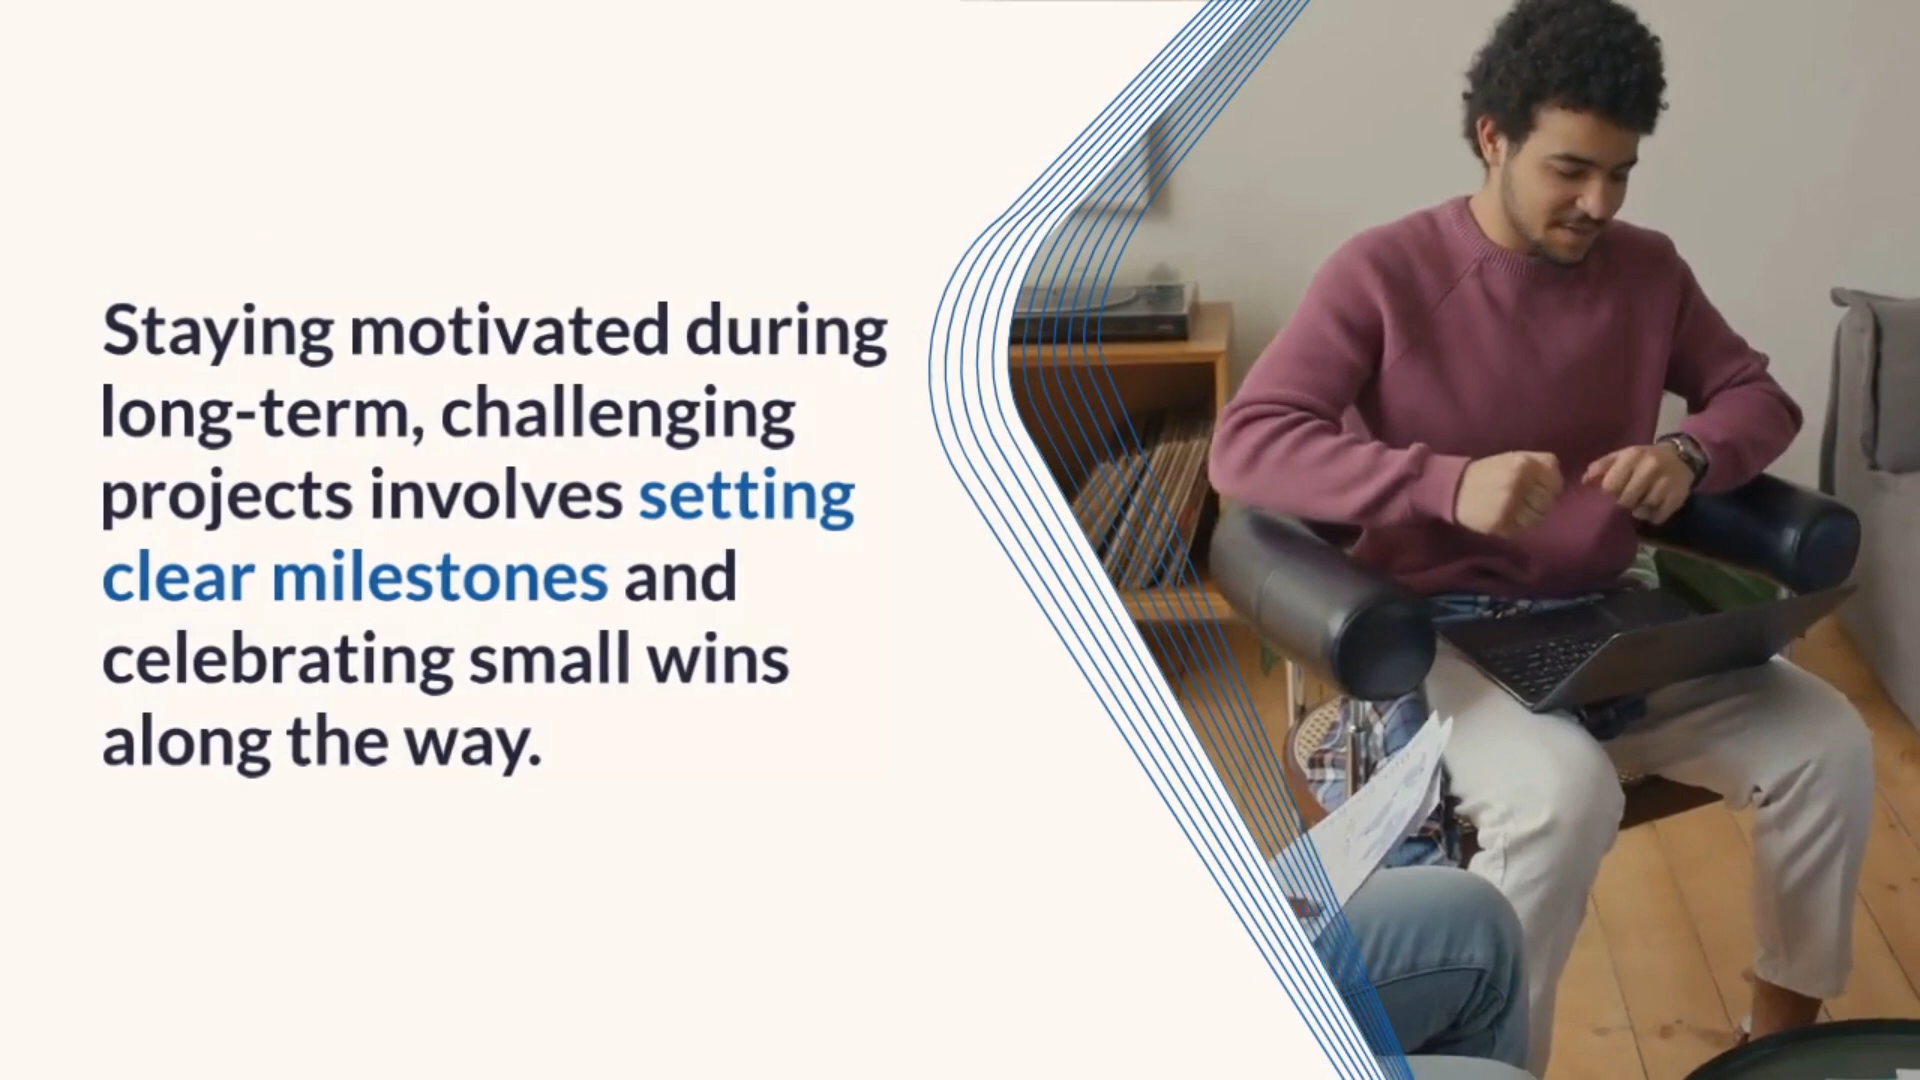 Staying motivated during
long-term, challenging
projects involves setting
clear milestones and
celebrating small wins
along the way.